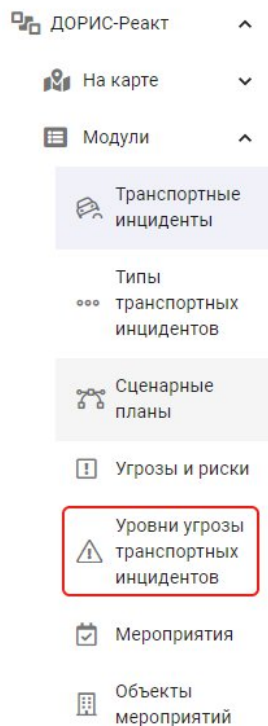 ДОРИС-Реакт
На карте
Модули
Транспортные
инциденты
Типы
транспортных
инцидентов
Сценарные
планы
Угрозы и риски
Уровни угрозы
транспортных
инцидентов
Мероприятия
Объекты
мероприятий